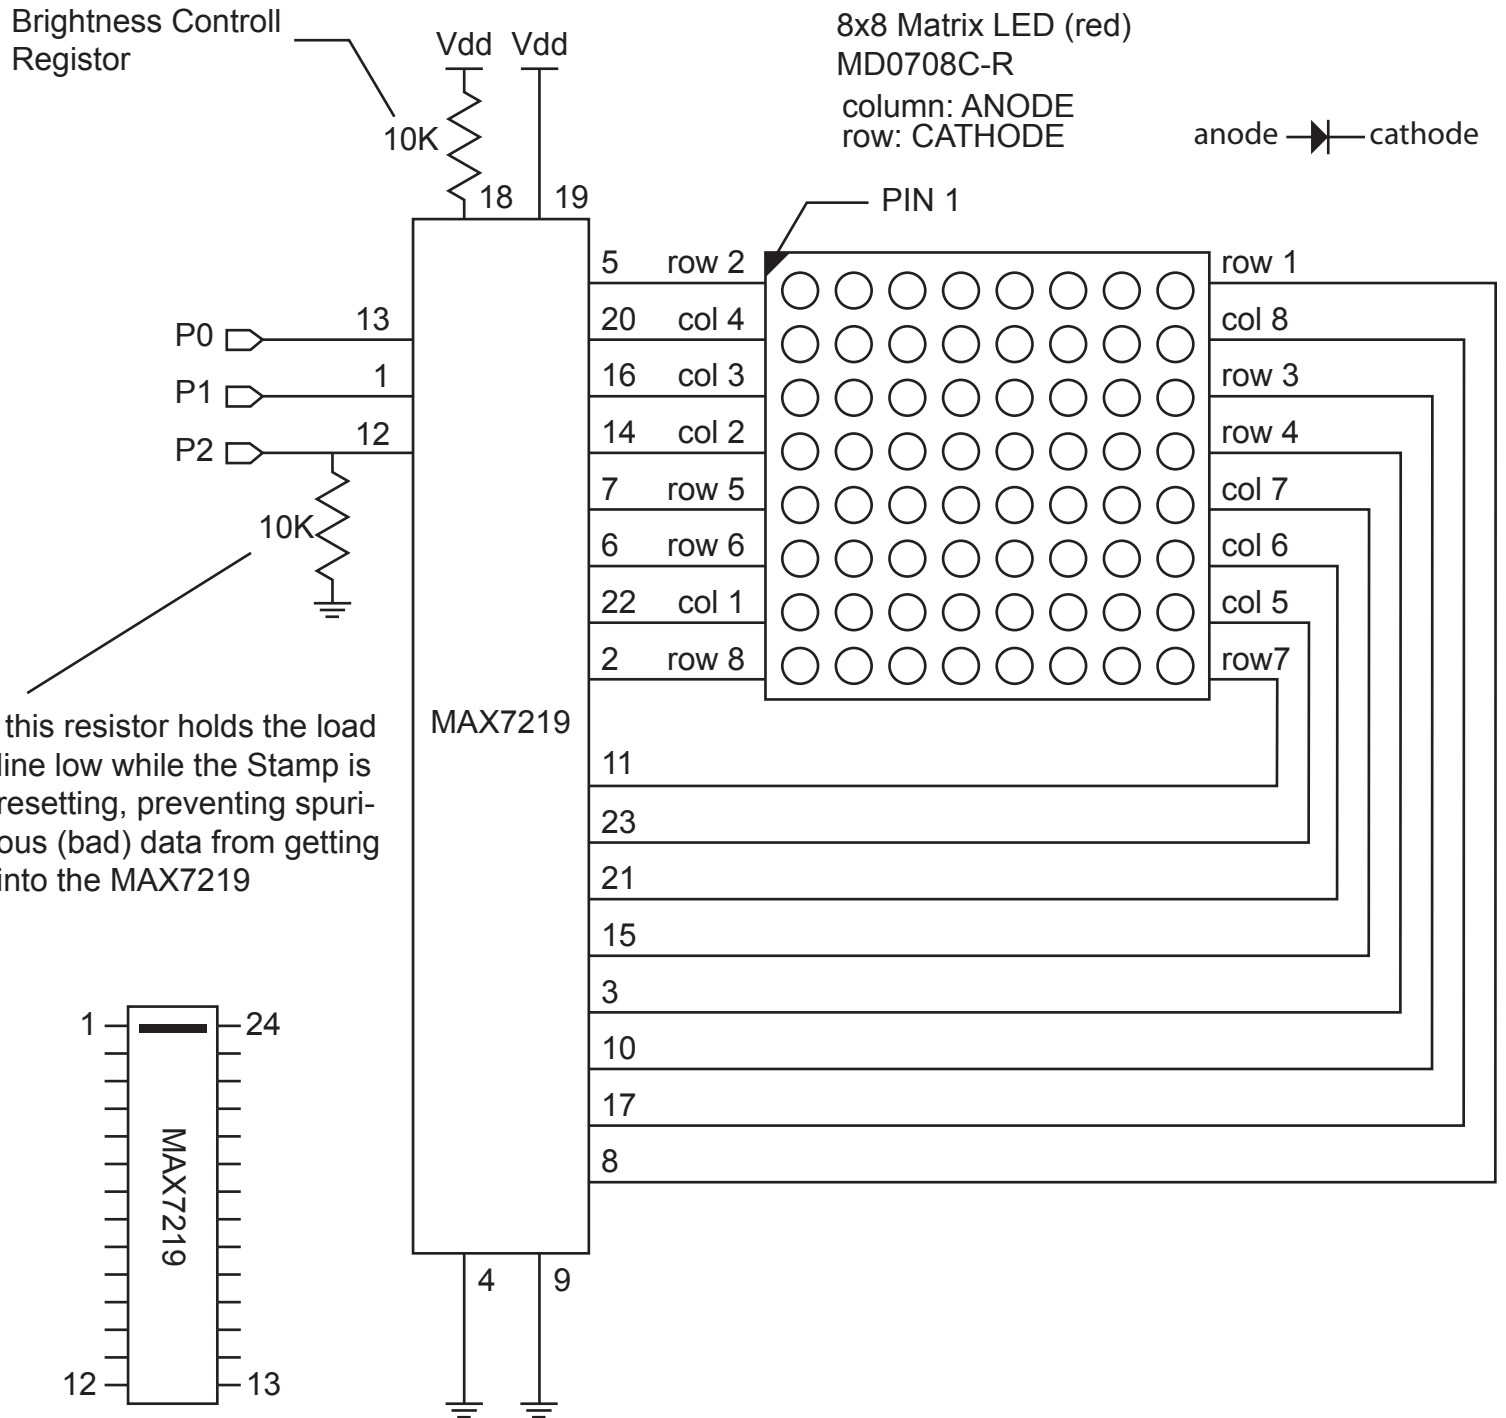 Brightness Controll
Registor
Vdd Vdd
8x8 Matrix LED (red)
MD0708C-R
column: ANODE
row: CATHODE
anode cathode
10K
18 19
PIN 1
5 row 2 row 1
P0 13
20 col 4 col 8
P1 1
16 col 3 row 3
P2 12
14 col 2 row 4
7 row 5 col 7
10K
6 row 6 col 6
22 col 1 col 5
2 row 8 row7
this resistor holds the load
line low while the Stamp is
resetting, preventing spuri-
ous (bad) data from getting
into the MAX7219
MAX7219
11
23
21
15
3
10
17
8
4 9
1 24
MAX7219
12 13